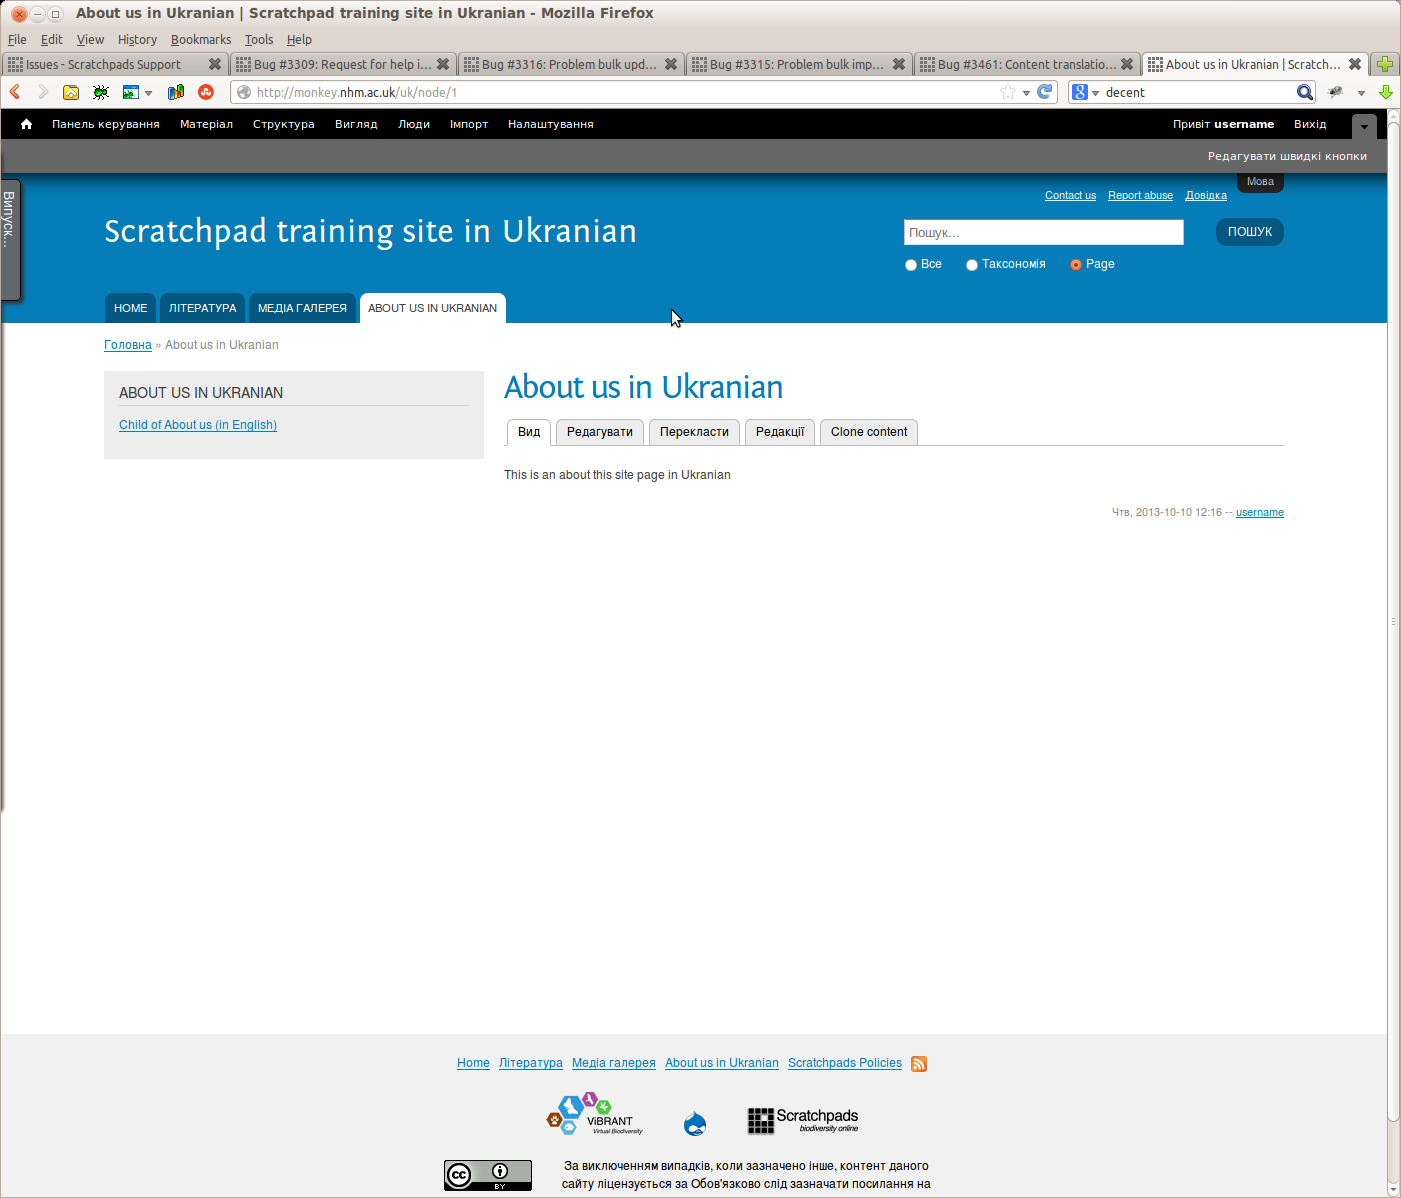 About us in Ukranian | Scratchpad training site in Ukranian - Mozilla Firefox
File Edit View History Bookmarks Tools Help
Issues - Scratchpads Support
Bug #3309: Request for help i...
Bug #3316: Problem bulk upd...
Bug #3315: Problem bulk imp...
Bug #3461: Content translatio...
About us in Ukranian | Scratch...
http://monkey.nhm.ac.uk/uk/node/1
8 decent
Панель керування Матеріал Структура Вигляд Люди Імпорт Налаштування
Привіт username Вихід
Редагувати швидкі кнопки
Випуск...
Мова
Contact us Report abuse Довідка
Scratchpad training site in Ukranian
Пошук...
ПОШУК
Все Таксономія Page
HOME ЛІТЕРАТУРА МЕДІА ГАЛЕРЕЯ ABOUT US IN UKRANIAN
Головна » About us in Ukranian
ABOUT US IN UKRANIAN
Child of About us (in English)
About us in Ukranian
Вид Редагувати Перекласти Редакції Clone content
This is an about this site page in Ukranian
Чтв, 2013-10-10 12:16 -- username
Home Література Медіа галерея About us in Ukranian Scratchpads Policies
ViBRANT
Virtual Biodiversity
Scratchpads
biodiversity online
cc BY
За виключенням випадків, коли зазначено інше, контент даного
сайту ліцензується за Обов'язково слід зазначати посилання на